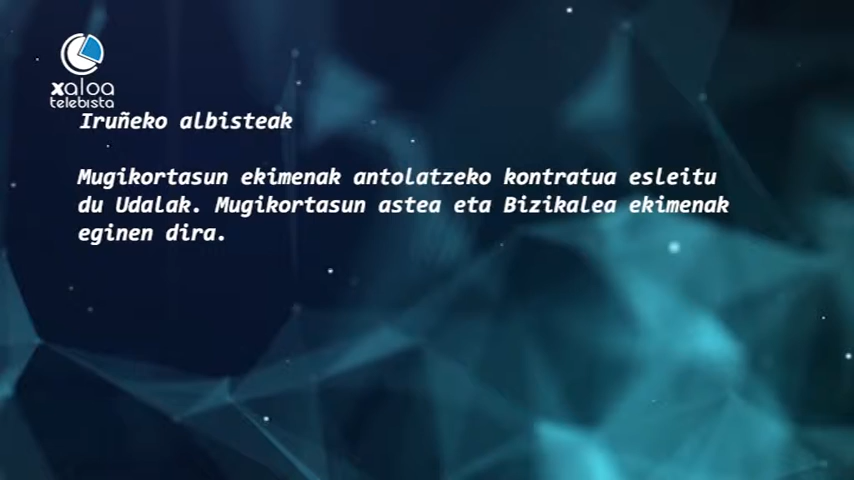 xaloa
telebista
Iruñeko albisteak
Mugikortasun ekimenak antolatzeko kontratua esleitu
du Udalak. Mugikortasun astea eta Bizikalea ekimenak
eginen dira.